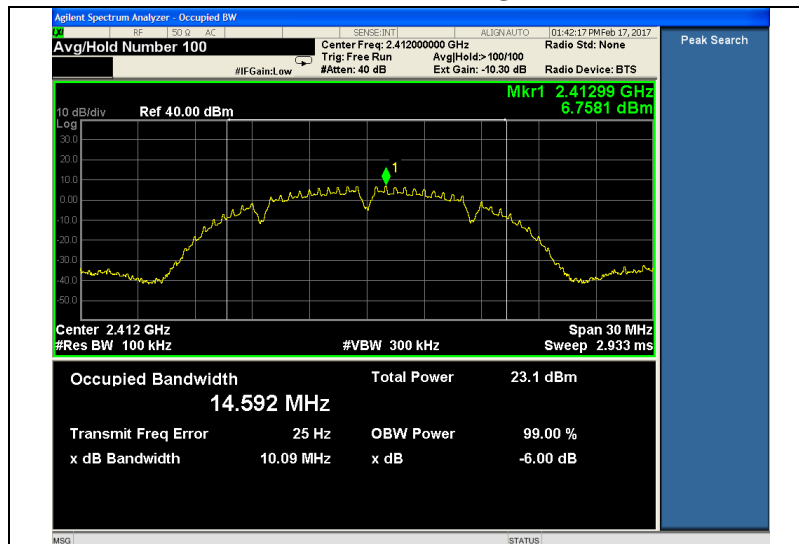 Agilent Spectrum Analyzer - Occupied BW
LXI RF 50 Ω AC SENSE:INT ALIGNAUTO 01:42:17 PM Feb 17, 2017
Avg/Hold Number 100 Center Freq: 2.412000000 GHz Radio Std: None Peak Search
Trig: Free Run Avg|Hold:>100/100
#IFGain:Low #Atten: 40 dB Ext Gain: -10.30 dB Radio Device: BTS
Mkr1 2.41299 GHz
10 dB/div Ref 40.00 dBm 6.7581 dBm
Log
30.0
20.0
10.0
1
0.00
-10.0
-20.0
-30.0
-40.0
-50.0
Center 2.412 GHz Span 30 MHz
#Res BW 100 kHz #VBW 300 kHz Sweep 2.933 ms
Occupied Bandwidth Total Power 23.1 dBm
14.592 MHz
Transmit Freq Error 25 Hz OBW Power 99.00 %
x dB Bandwidth 10.09 MHz x dB -6.00 dB
MSG STATUS